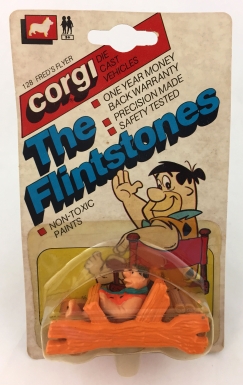 128 FRED'S FLYER
corgi
DIE
CAST
VEHICLES
ONE YEAR MONEY
BACK WARRANTY
PRECISION MADE
SAFETY TESTED
The
Flintstones
NON-TOXIC
PAINTS